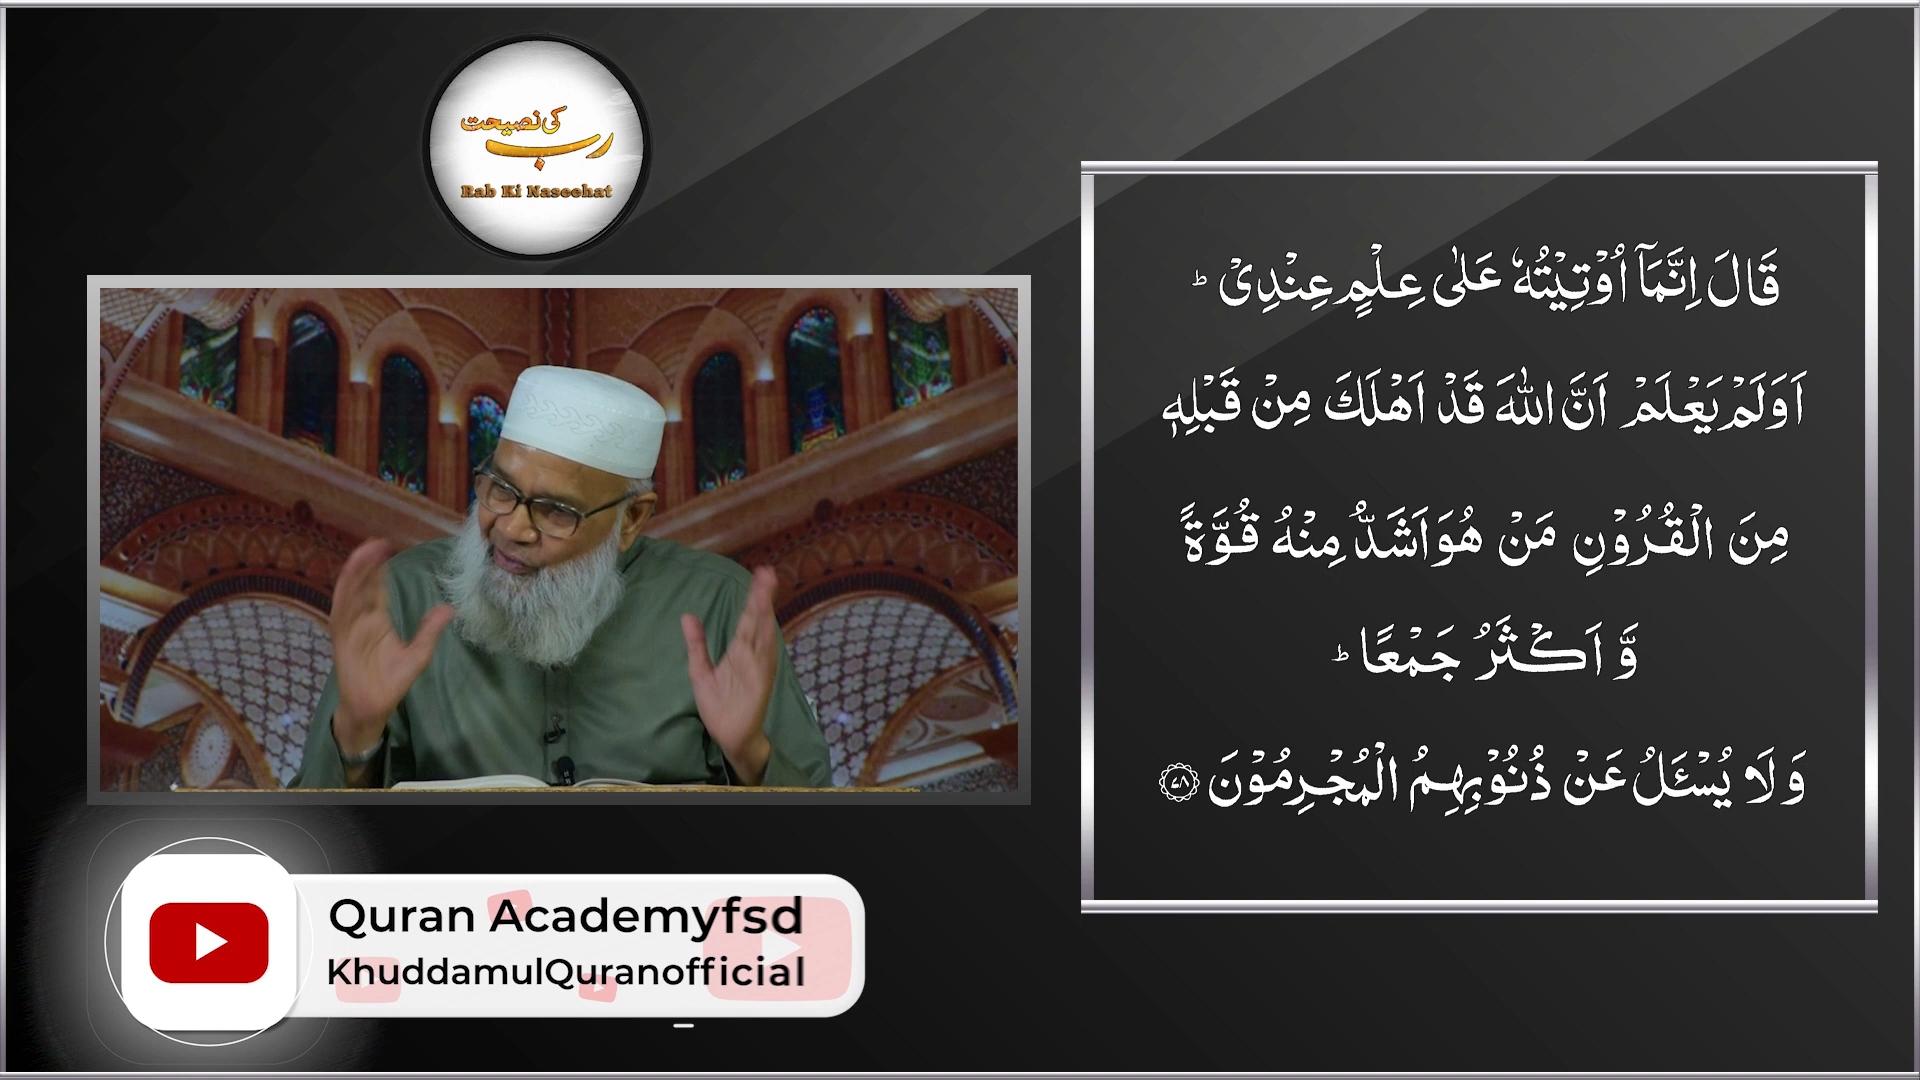 کی نصیحت
رب
Rab Ki Naseehat
قَالَ اِنَّمَاۤ اُوْتِیْتُهٗ عَلٰى عِلْمٍ عِنْدِیْ ؕ
اَوَلَمْ یَعْلَمْ اَنَّ اللّٰهَ قَدْ اَهْلَكَ مِنْ قَبْلِهٖ
مِنَ الْقُرُوْنِ مَنْ هُوَ اَشَدُّ مِنْهُ قُوَّةً
وَّ اَكْثَرُ جَمْعًا ؕ
وَ لَا یُسْـَٔلُ عَنْ ذُنُوْبِهِمُ الْمُجْرِمُوْنَ ﴿۷۸﴾
Quran Academyfsd
KhuddamulQuranofficial